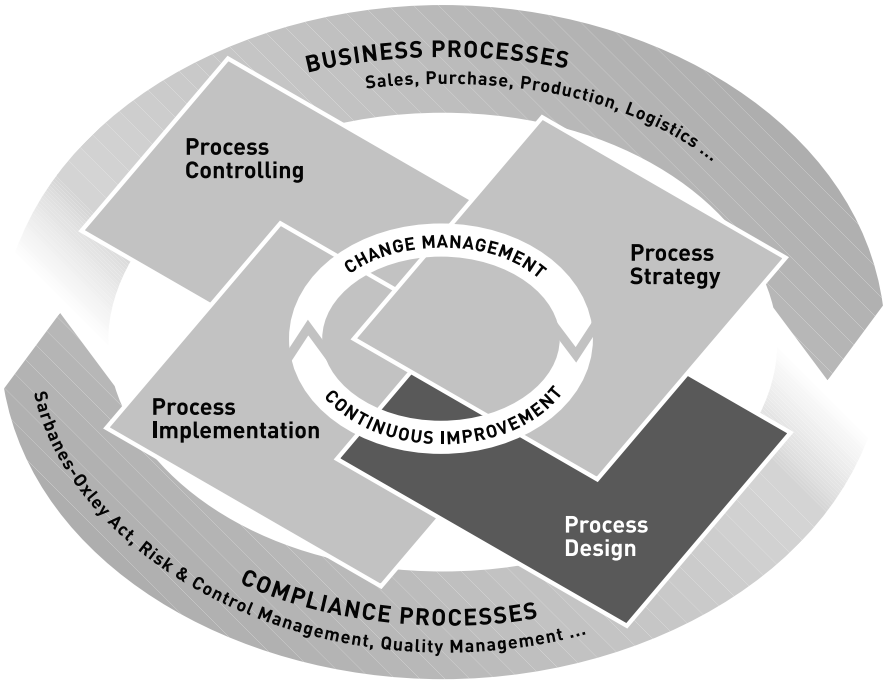 BUSINESS PROCESSES
Sales, Purchase, Production, Logistics ...
Process
Controlling
Process
Strategy
CHANGE MANAGEMENT
CONTINUOUS IMPROVEMENT
Process
Implementation
Process
Design
COMPLIANCE PROCESSES
Sarbanes-Oxley Act, Risk & Control Management, Quality Management ...